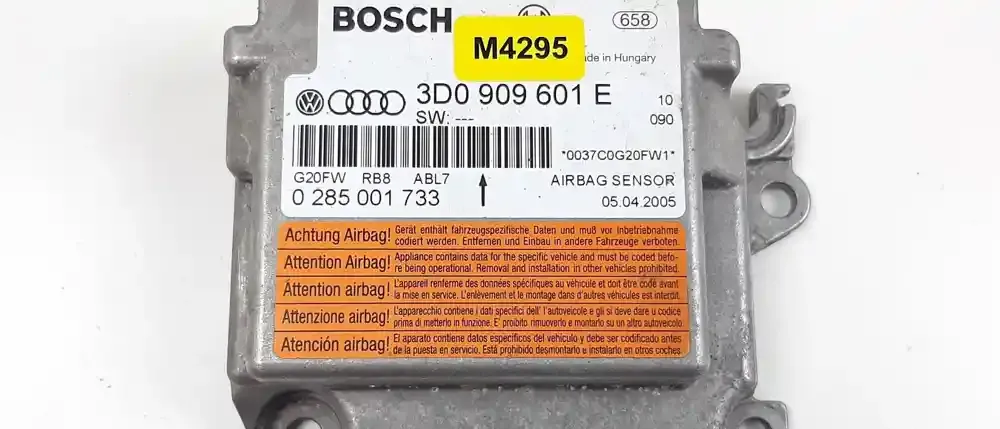 BOSCH
658
M4295
in Hungary
3D0 909 601 E
10
SW: ---
090
*0037C0G20FW1*
G20FW RB8 ABL7
AIRBAG SENSOR
0 285 001 733
05.04.2005
Achtung Airbag! Gerät enthält fahrzeugspezifische Daten und muß vor Inbetriebnahme
codiert werden. Entfernen und Einbau in andere Fahrzeuge verboten.
Attention Airbag! Appliance contains data for the specific vehicle and must be coded befo-
re being operational. Removal and installation in other vehicles prohibited.
Attention airbag! L'appareil renferme des données spécifiques au véhicule et doit être codé avant
la mise en service. L'enlèvement et le montage dans d'autres véhicules est interdit.
Attenzione airbag! L'apparecchio contiene i dati specifici dell' l'autoveicolo e gli si deve dare u codice
prima di metterlo in funzione. E' proibito rimuoverlo e montarlo su un altro autoveicolo
Atención airbag! El aparato contiene datos especificos del vehículo y debe ser codificado antes
de la puesta en servicio. Está prohibido desmontarlo e instalarlo en otros coches.